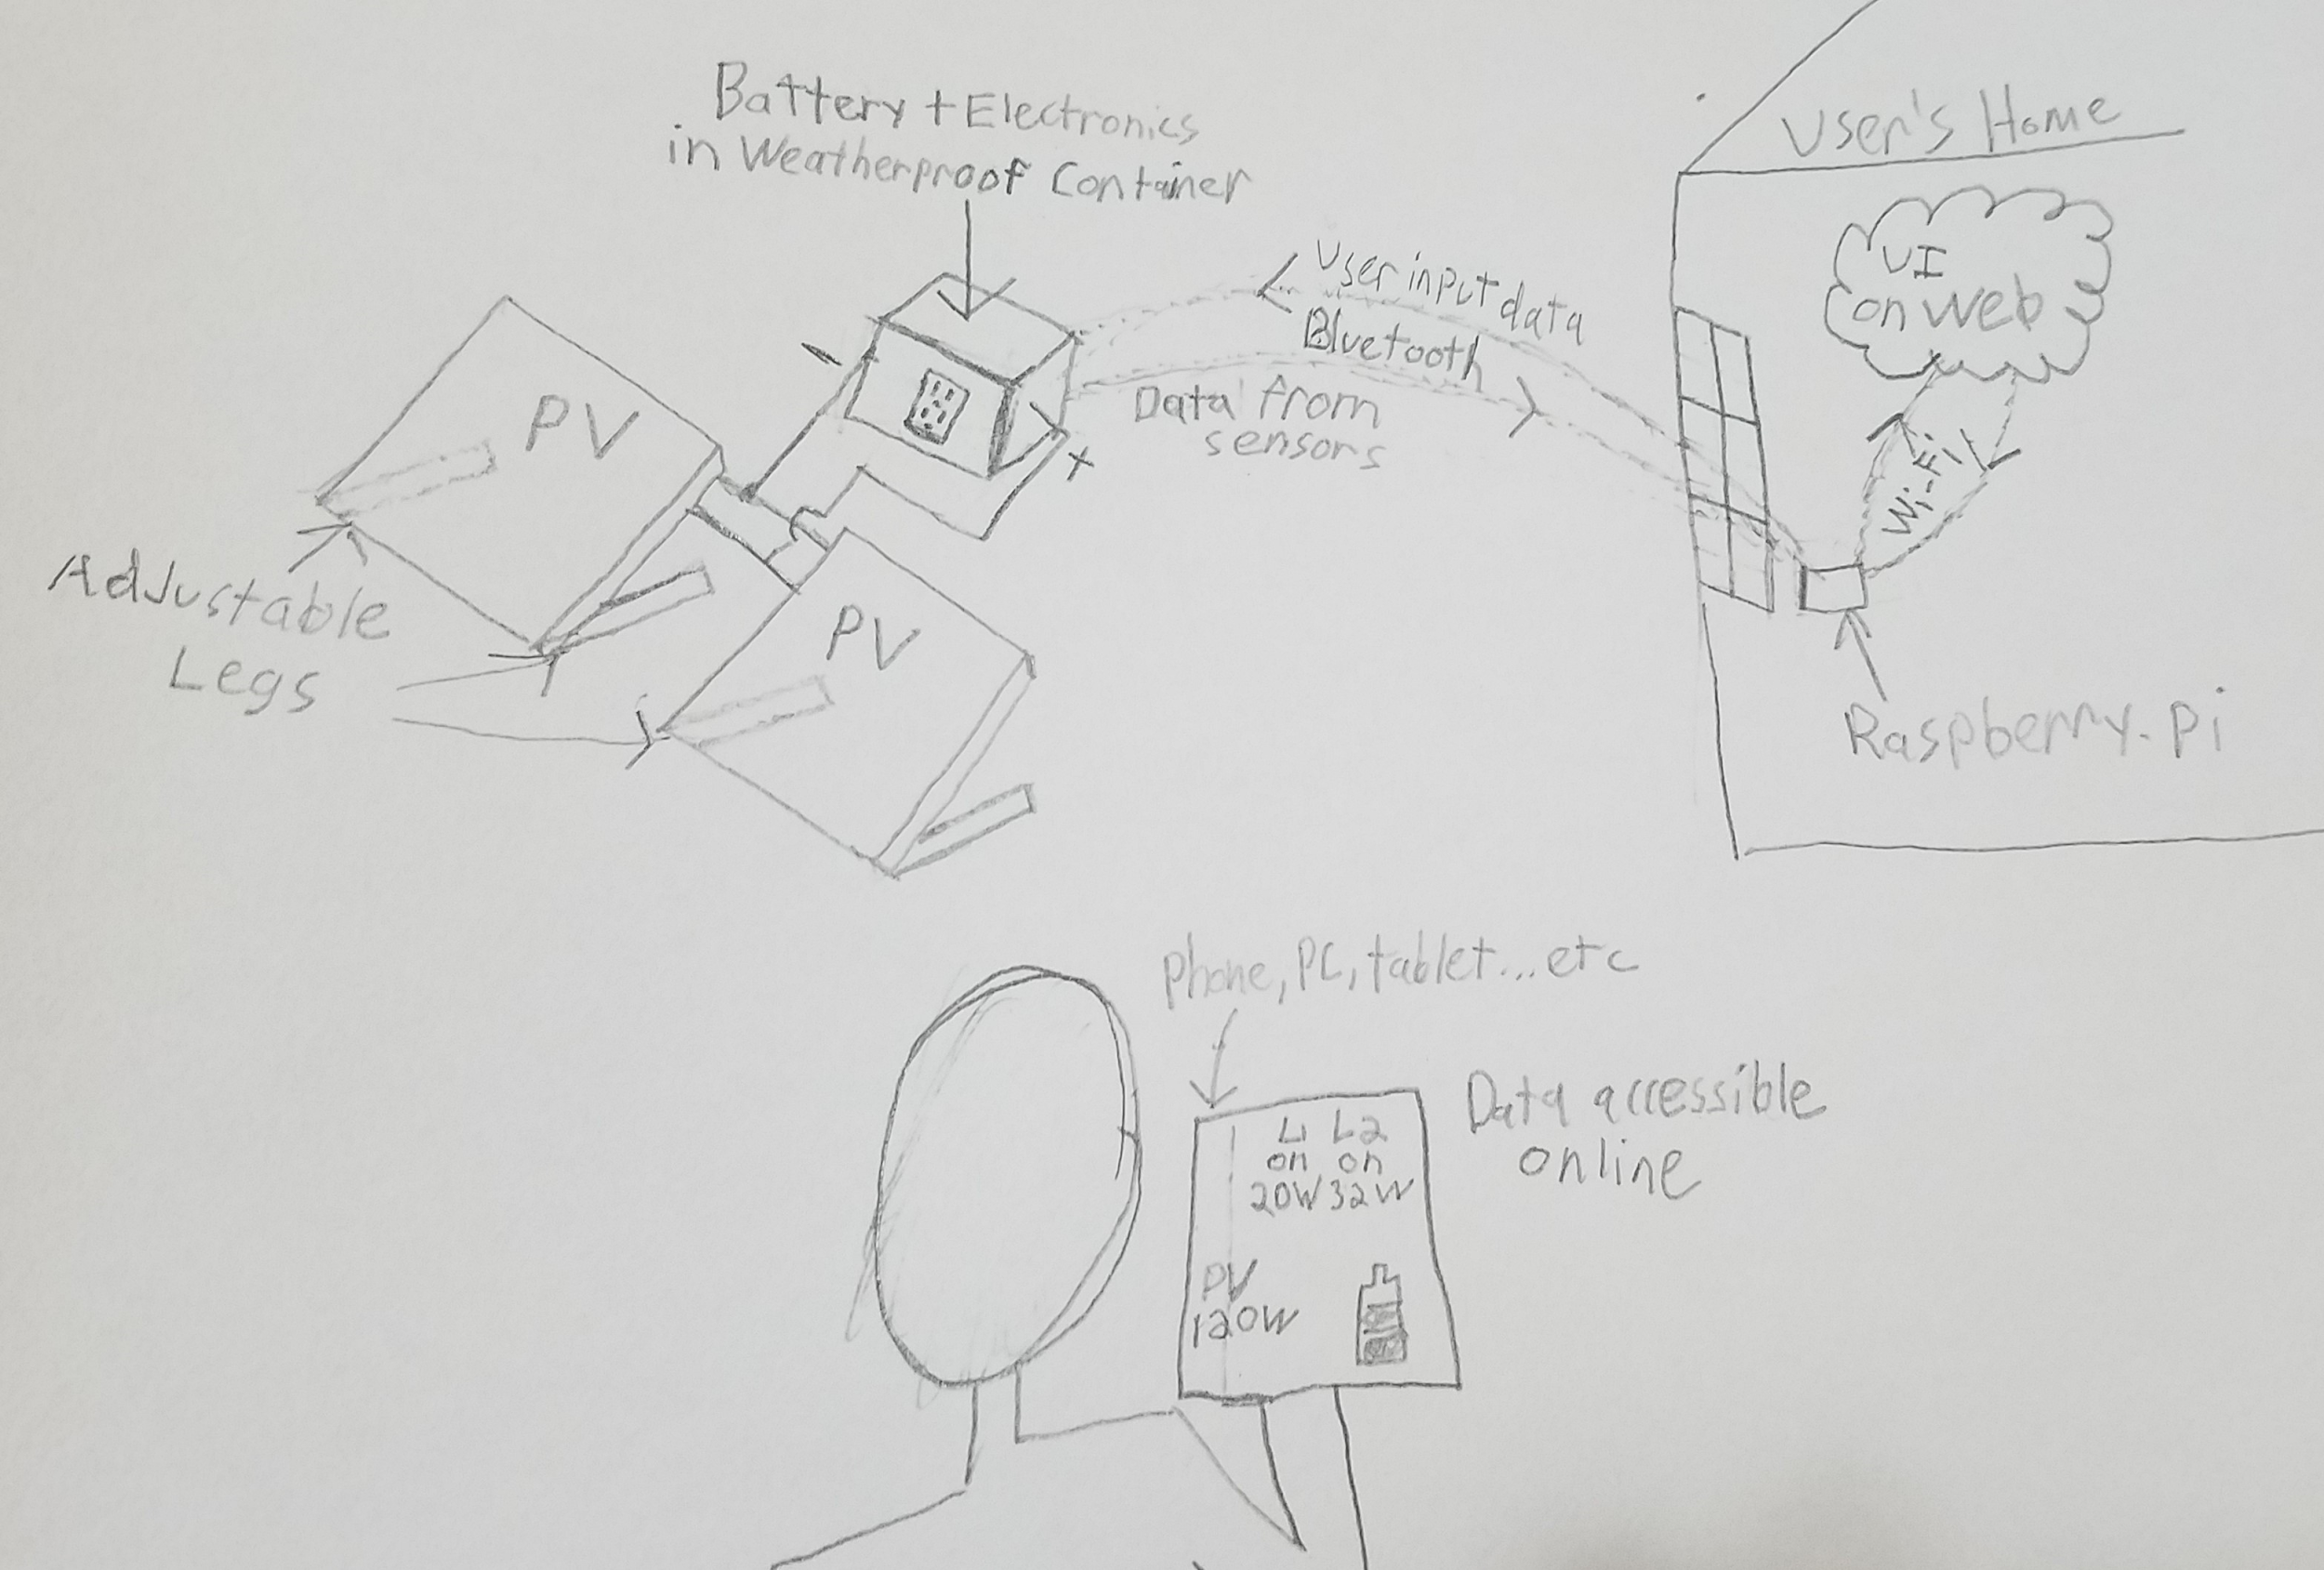 Battery + Electronics
in Weatherproof Container
User's Home
UI
on Web
User input data
Bluetooth
Data from
sensors
Wi-Fi
PV
-
+
Adjustable
Legs
PV
Raspberry.Pi
Phone, PC, tablet...etc
Data accessible
online
L1 L2
on on
20W 32W
PV
120W